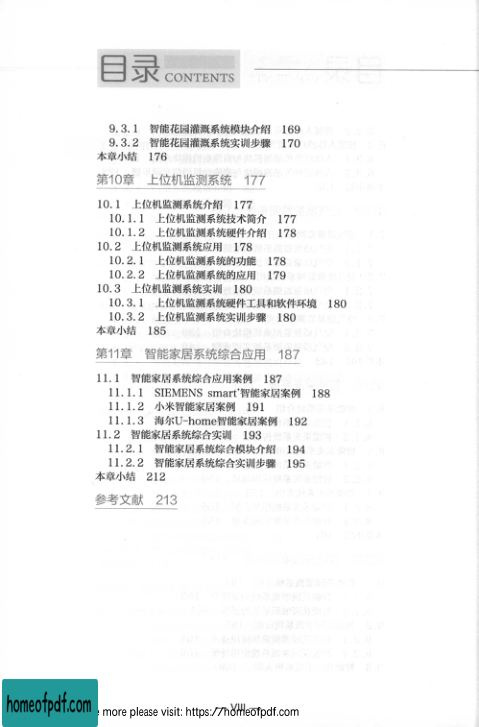 目录 CONTENTS
9.3.1 智能花园灌溉系统模块介绍 169
9.3.2 智能花园灌溉系统实训步骤 170
本章小结 176
第10章 上位机监测系统 177
10.1 上位机监测系统介绍 177
10.1.1 上位机监测系统技术简介 177
10.1.2 上位机监测系统硬件介绍 178
10.2 上位机监测系统应用 178
10.2.1 上位机监测系统的功能 178
10.2.2 上位机监测系统的应用 179
10.3 上位机监测系统实训 180
10.3.1 上位机监测系统硬件工具和软件环境 180
10.3.2 上位机监测系统实训步骤 180
本章小结 185
第11章 智能家居系统综合应用 187
11.1 智能家居系统综合应用案例 187
11.1.1 SIEMENS smart+智能家居案例 188
11.1.2 小米智能家居案例 191
11.1.3 海尔U-home智能家居案例 192
11.2 智能家居系统综合实训 193
11.2.1 智能家居系统综合模块介绍 194
11.2.2 智能家居系统综合实训步骤 195
本章小结 212
参考文献 213
VIII
homeofpdf.com
e more please visit: https://homeofpdf.com